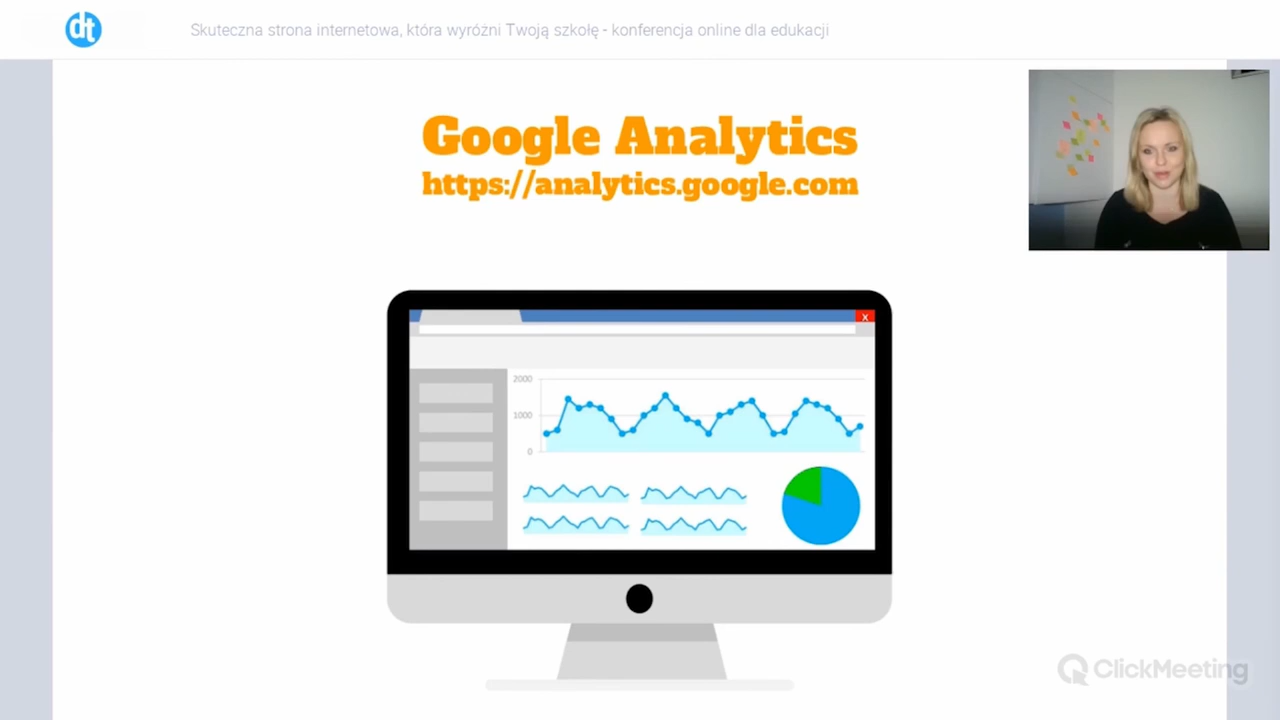 dt
Skuteczna strona internetowa, która wyróżni Twoją szkołę - konferencja online dla edukacji
Google Analytics
https://analytics.google.com
X
2000
1000
0
ClickMeeting